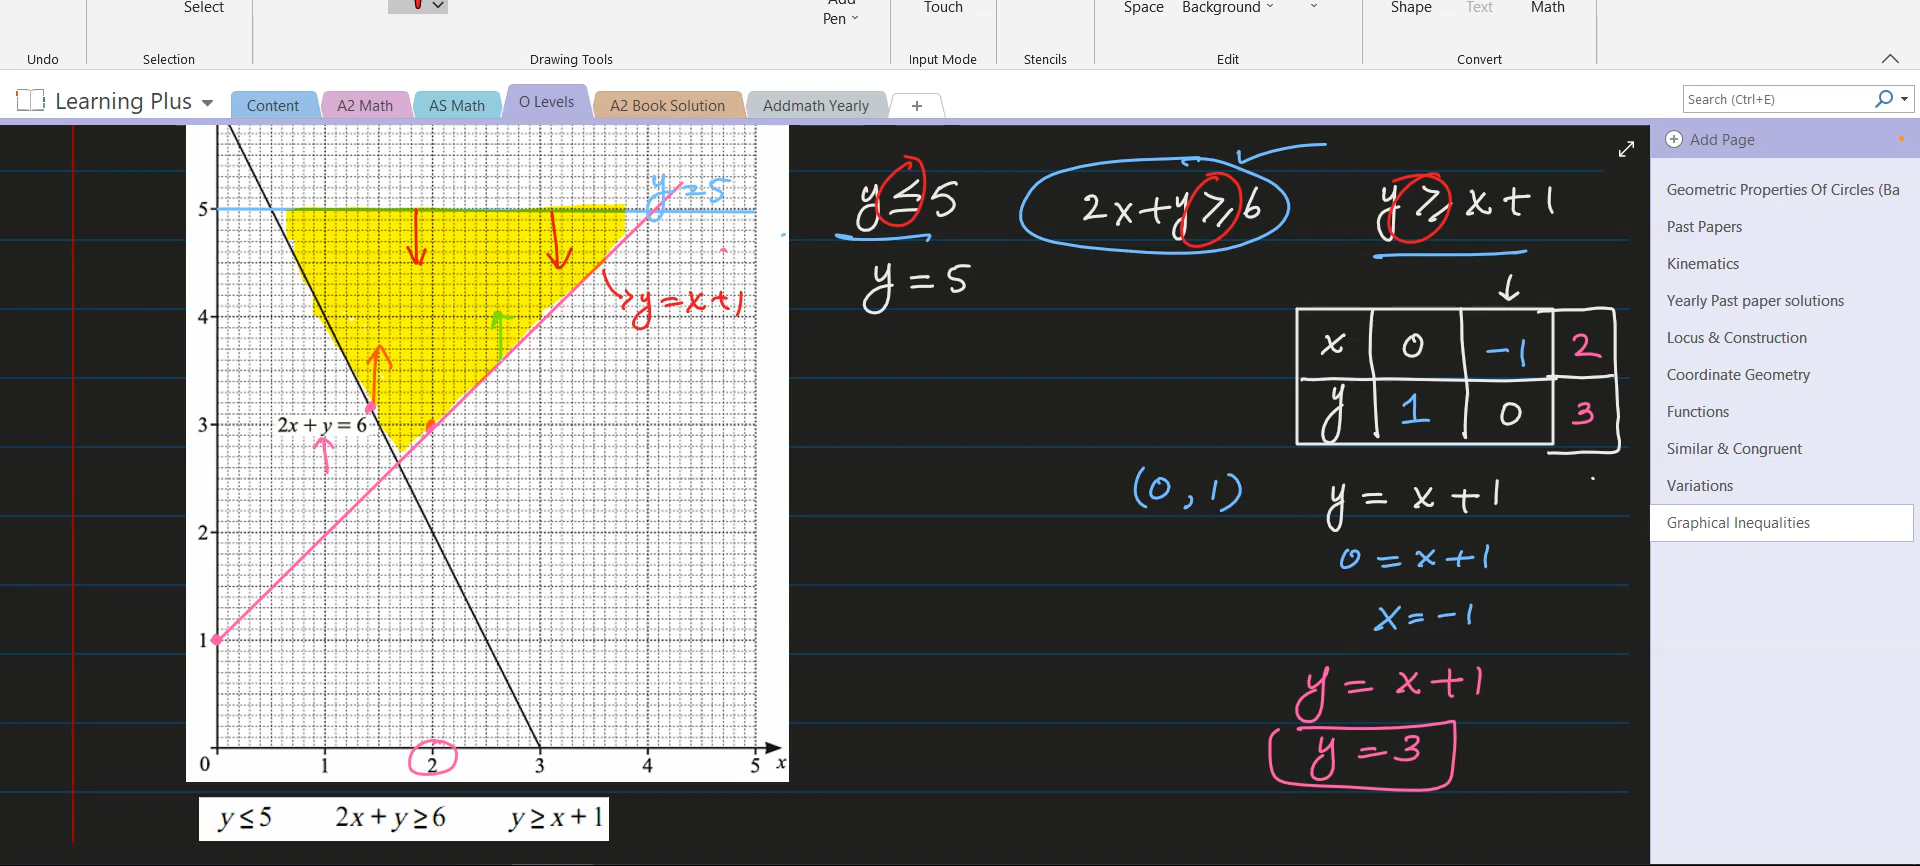 Select
Add
Pen
Touch
Space
Background
Shape
Text
Math
Undo
Selection
Drawing Tools
Input Mode
Stencils
Edit
Convert
Learning Plus
Content
A2 Math
AS Math
O Levels
A2 Book Solution
Addmath Yearly
+
Search (Ctrl+E)
Add Page
Geometric Properties Of Circles (Ba
Past Papers
Kinematics
Yearly Past paper solutions
Locus & Construction
Coordinate Geometry
Functions
Similar & Congruent
Variations
Graphical Inequalities
y = 5
5
4
3
2
1
0
1
2
3
4
5
x
y = x + 1
2x + y = 6
y ≤ 5
2x + y ≥ 6
y ≥ x + 1
y ≤ 5
2x + y ≥ 6
y ≥ x + 1
y = 5
x 0 -1 2
y 1 0 3
(0, 1)
y = x + 1
0 = x + 1
x = -1
y = x + 1
y = 3